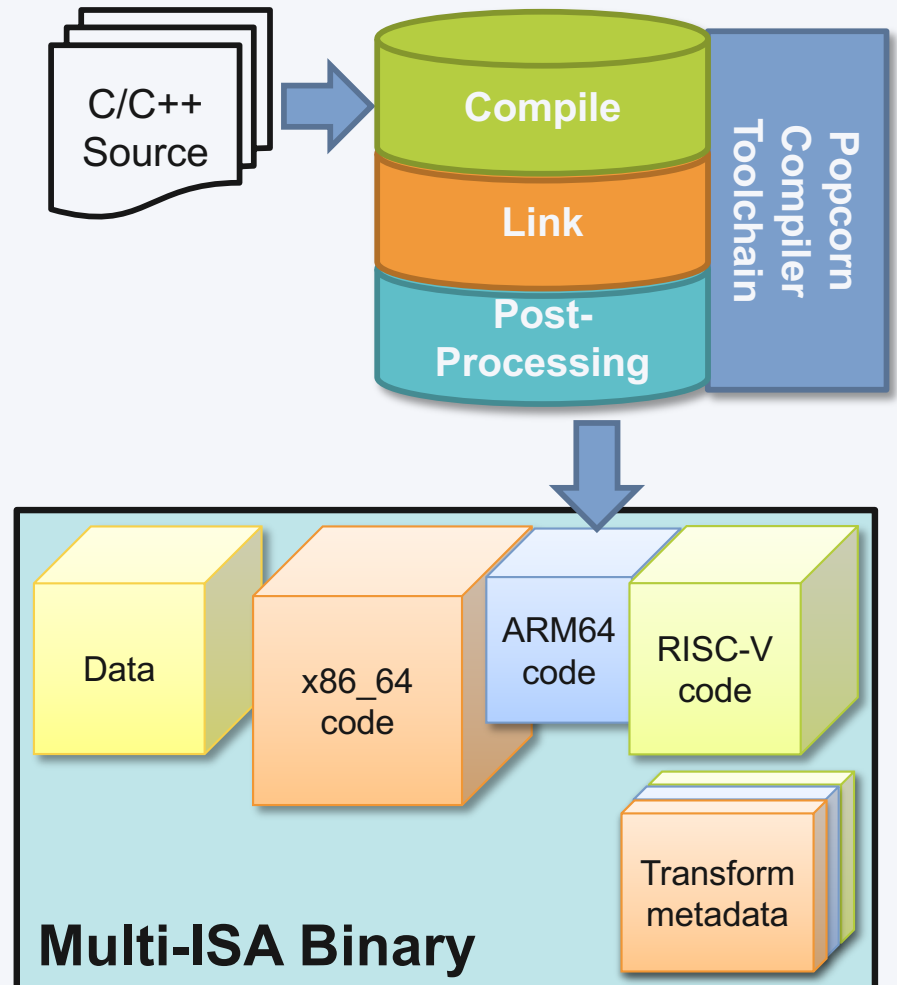 C/C++
Source
Compile
Link
Post-
Processing
Popcorn
Compiler
Toolchain
Data
x86_64
code
ARM64
code
RISC-V
code
Transform
metadata
Multi-ISA Binary